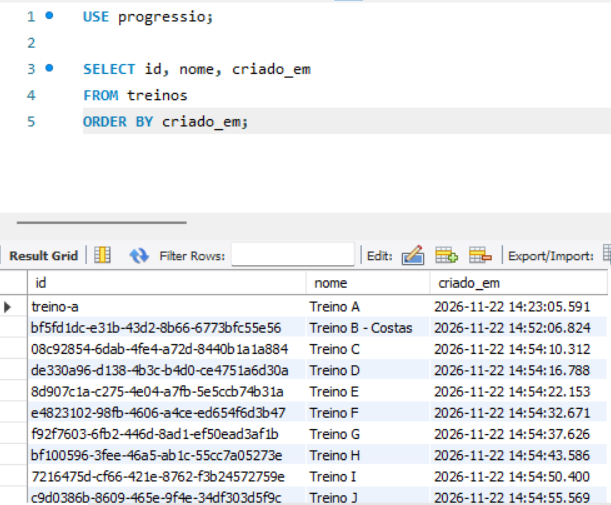 1 USE progressio;
2
3 SELECT id, nome, criado_em
4 FROM treinos
5 ORDER BY criado_em;
Result Grid Filter Rows: Edit: Export/Import:
id nome criado_em
treino-a Treino A 2026-11-22 14:23:05.591
bf5fd1dc-e31b-43d2-8b66-6773bfc55e56 Treino B - Costas 2026-11-22 14:52:06.824
08c92854-6dab-4fe4-a72d-8440b1a1a884 Treino C 2026-11-22 14:54:10.312
de330a96-d138-4b3c-b4d0-ce4751a6d30a Treino D 2026-11-22 14:54:16.788
8d907c1a-c275-4e04-a7fb-5e5ccb74b31a Treino E 2026-11-22 14:54:22.153
e4823102-98fb-4606-a4ce-ed654f6d3b47 Treino F 2026-11-22 14:54:32.671
f92f7603-6fb2-446d-8ad1-ef50ead3af1b Treino G 2026-11-22 14:54:37.626
bf100596-3fee-46a5-ab1c-55cc7a05273e Treino H 2026-11-22 14:54:43.586
7216475d-cf66-421e-8762-f3b24572759e Treino I 2026-11-22 14:54:50.400
c9d0386b-8609-465e-9f4e-34df303d5f9c Treino J 2026-11-22 14:54:55.569